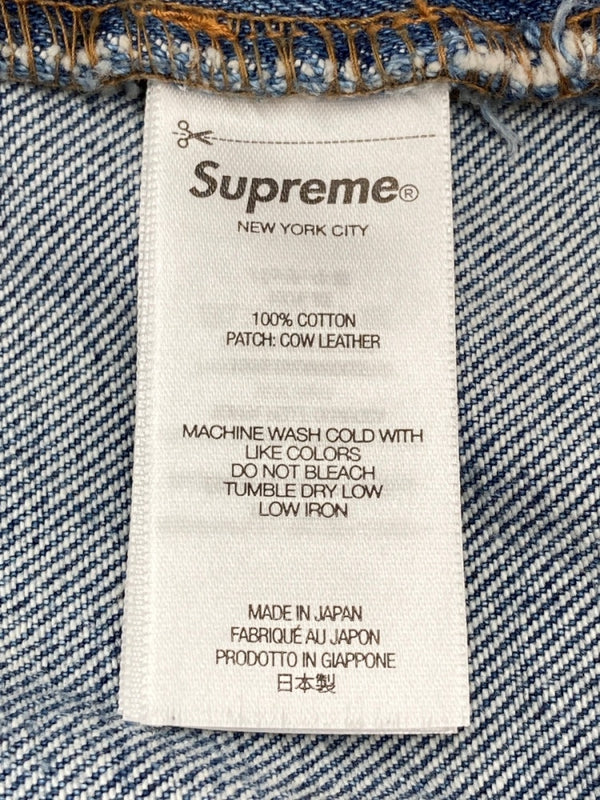 Supreme®
NEW YORK CITY
100% COTTON
PATCH: COW LEATHER
MACHINE WASH COLD WITH
LIKE COLORS
DO NOT BLEACH
TUMBLE DRY LOW
LOW IRON
MADE IN JAPAN
FABRIQUÉ AU JAPON
PRODOTTO IN GIAPPONE
日本製